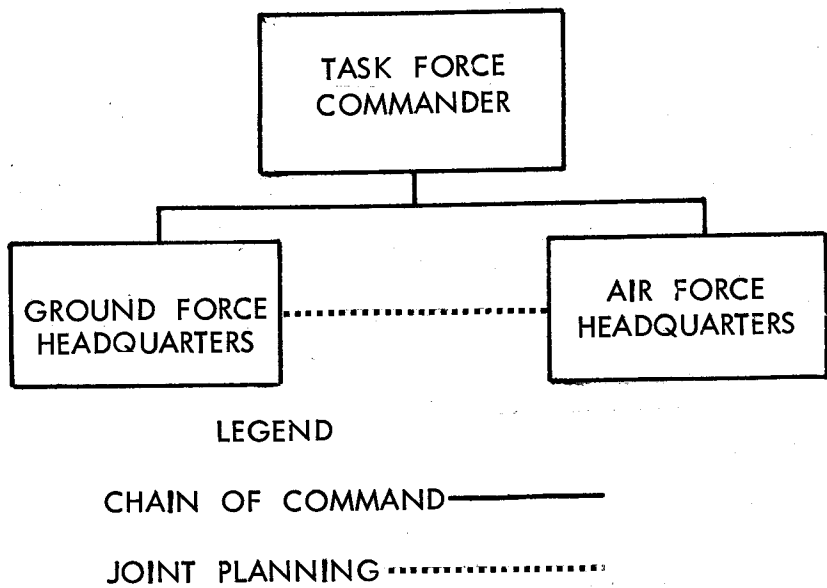 TASK FORCE
COMMANDER
GROUND FORCE
HEADQUARTERS
AIR FORCE
HEADQUARTERS
LEGEND
CHAIN OF COMMAND
JOINT PLANNING